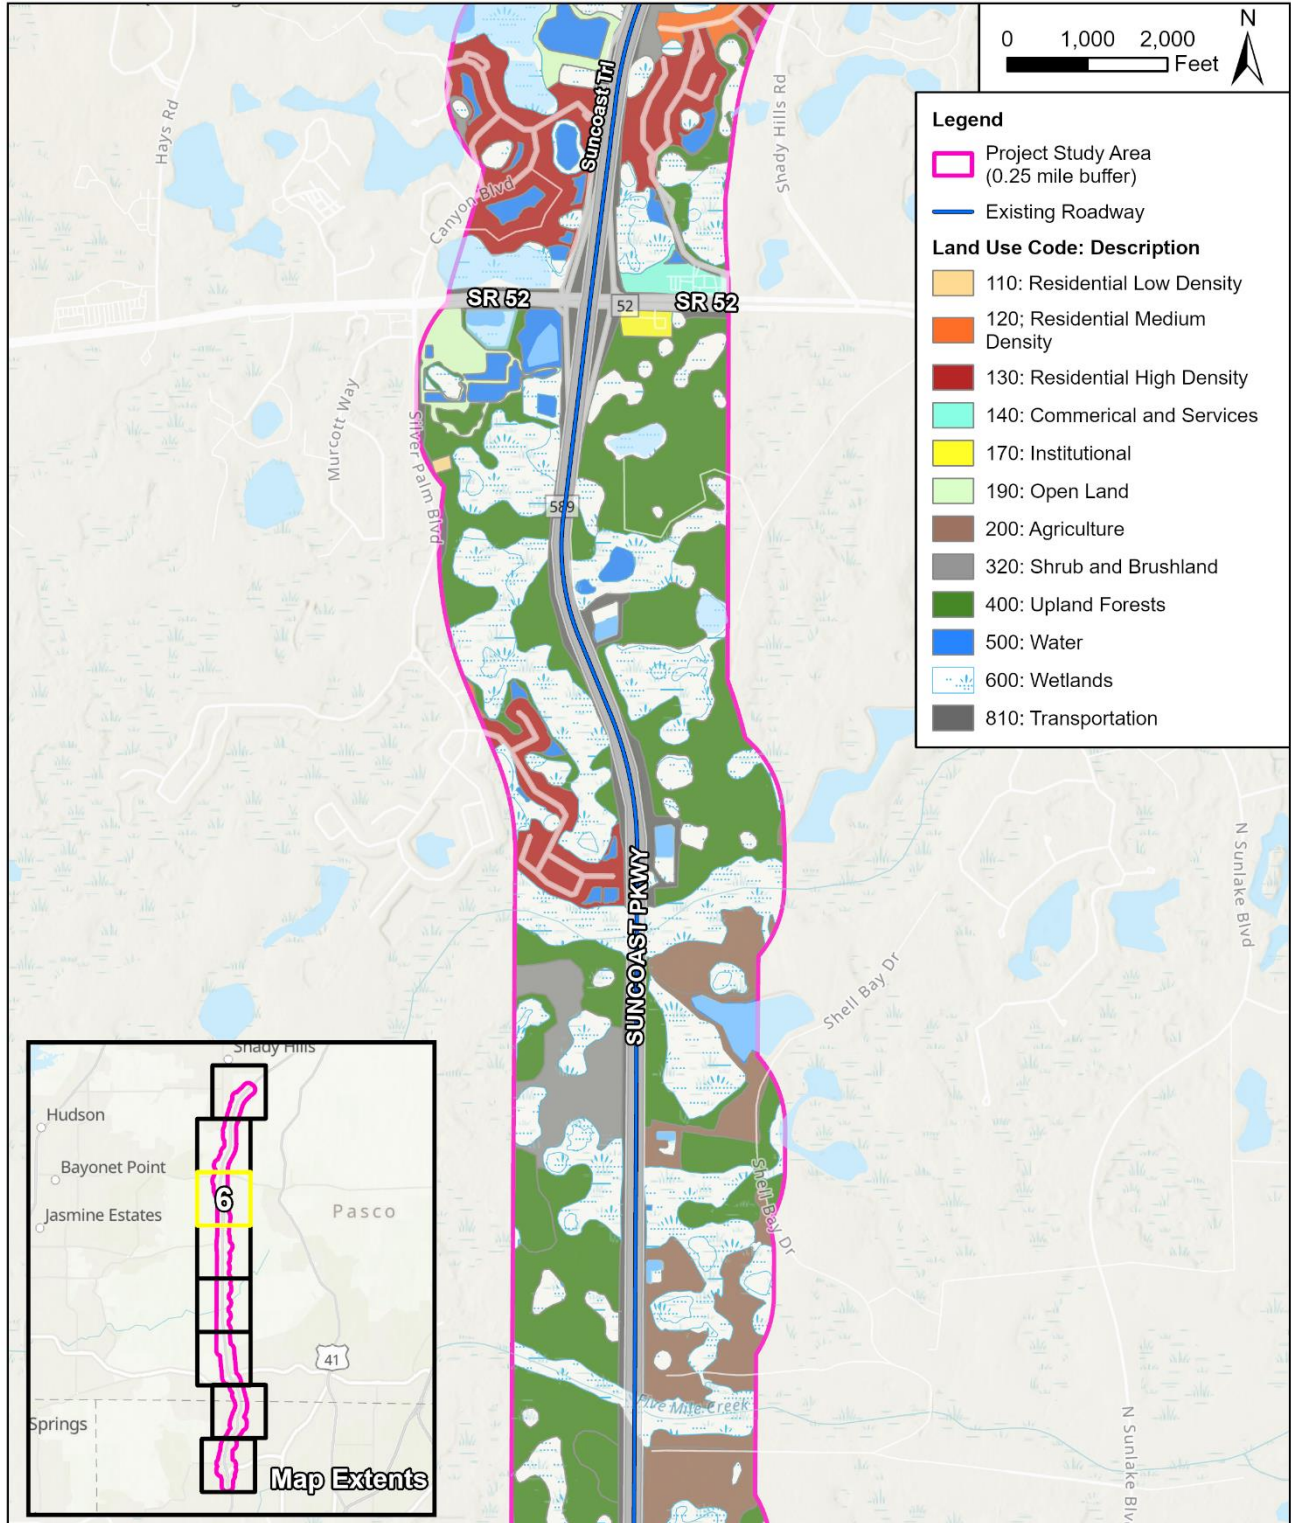 N
0 1,000 2,000
Feet
Legend
Project Study Area
(0.25 mile buffer)
Existing Roadway
Land Use Code: Description
110: Residential Low Density
120; Residential Medium
Density
130: Residential High Density
140: Commerical and Services
170: Institutional
190: Open Land
200: Agriculture
320: Shrub and Brushland
400: Upland Forests
500: Water
600: Wetlands
810: Transportation
Suncoast Trl
Hays Rd
Shady Hills Rd
Canyon Blvd
SR 52
52
SR 52
Murcott Way
Silver Palm Blvd
589
SUNCOAST PKWY
N Sunlake Blvd
Shell Bay Dr
Shell Bay Dr
Five Mile Creek
N Sunlake Blv
Shady Hills
Hudson
Bayonet Point
6
Jasmine Estates
Pasco
41
Springs
Map Extents